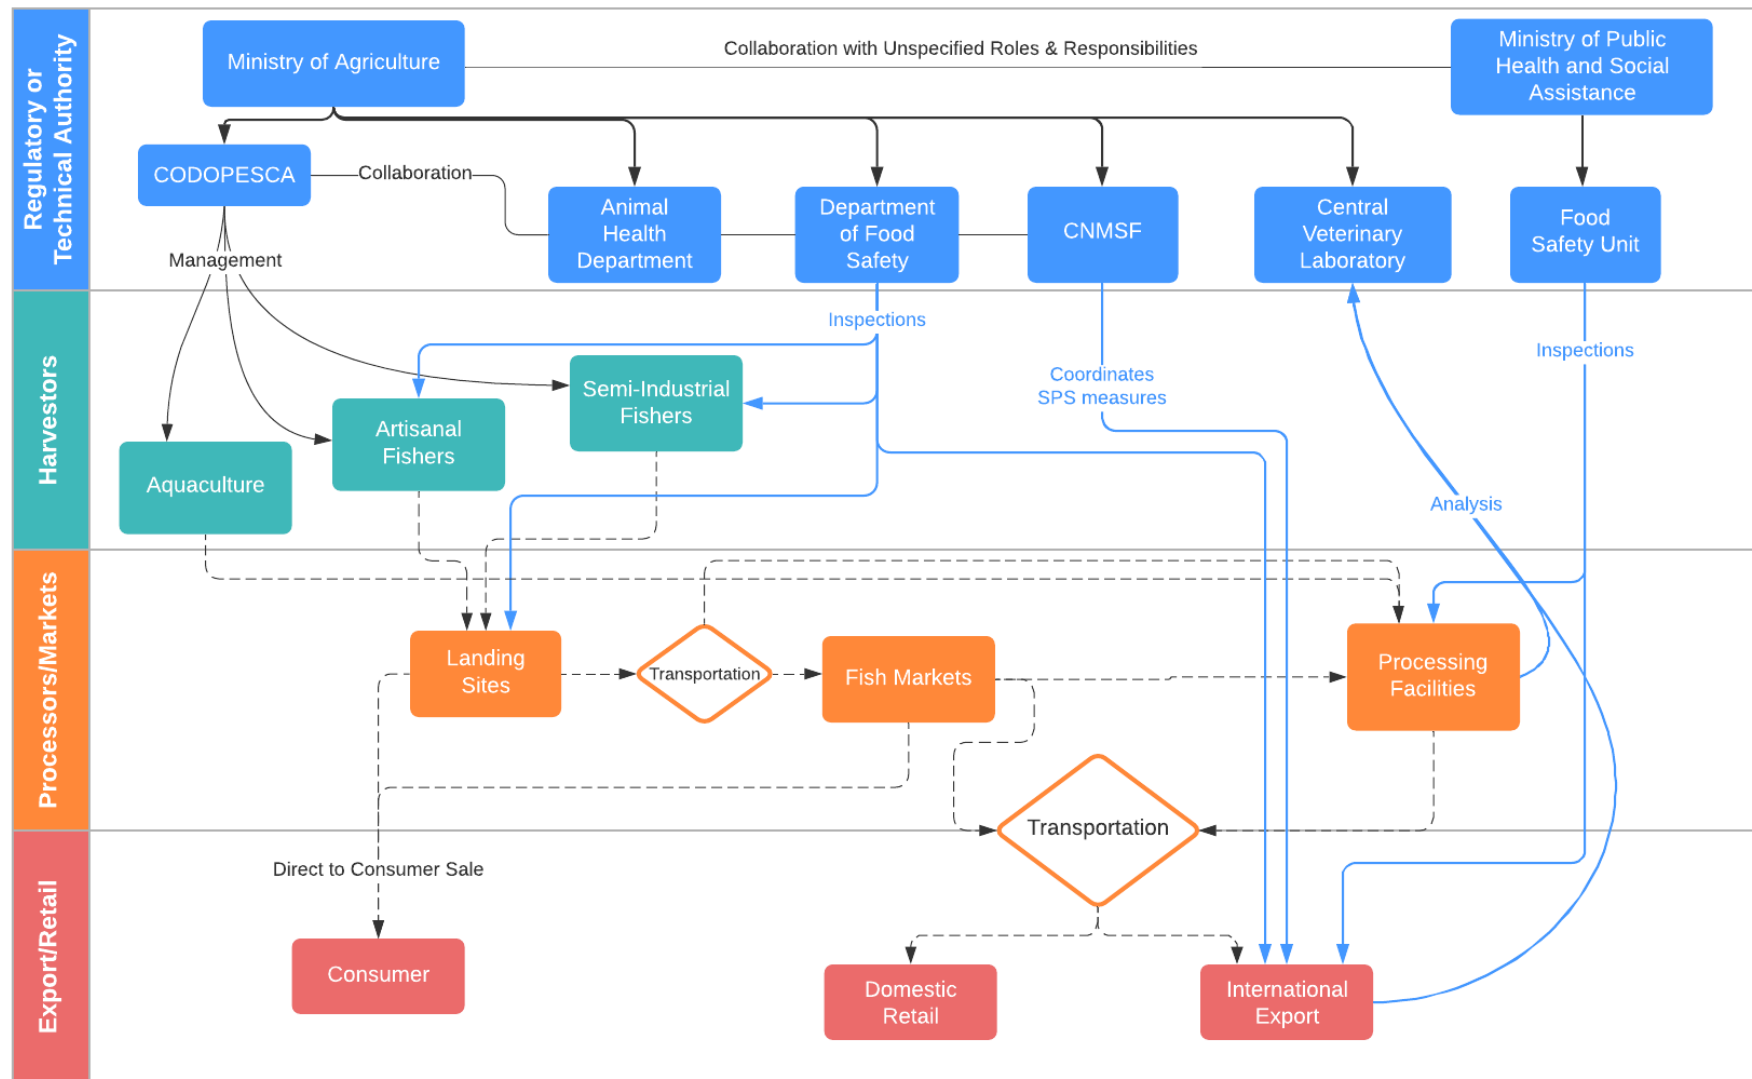 Regulatory or
Technical Authority
Ministry of Agriculture
Collaboration with Unspecified Roles & Responsibilities
Ministry of Public
Health and Social
Assistance
CODOPESCA
Collaboration
Animal
Health
Department
Department
of Food
Safety
CNMSF
Central
Veterinary
Laboratory
Food
Safety Unit
Management
Harvestors
Inspections
Inspections
Coordinates
SPS measures
Semi-Industrial
Fishers
Artisanal
Fishers
Aquaculture
Analysis
Processors/Markets
Landing
Sites
Transportation
Fish Markets
Processing
Facilities
Transportation
Export/Retail
Direct to Consumer Sale
Consumer
Domestic
Retail
International
Export